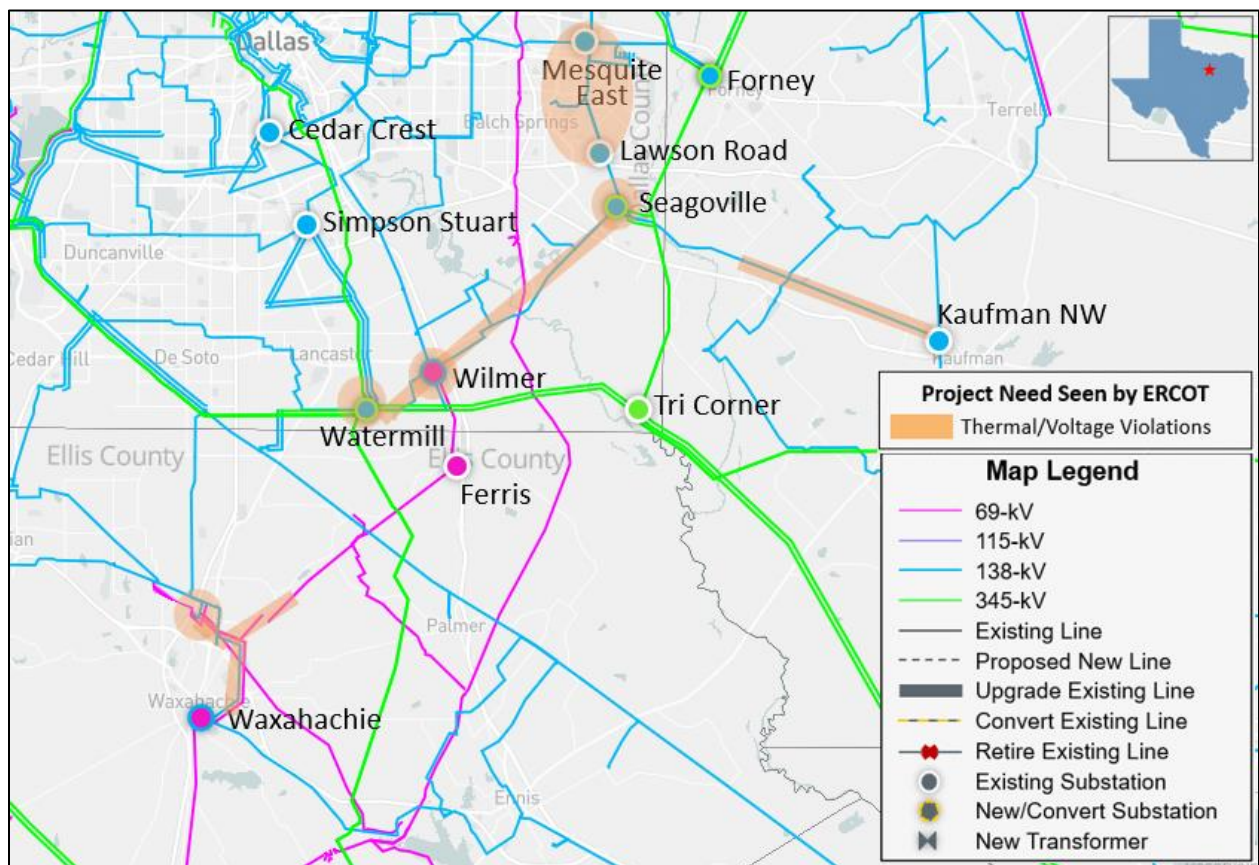 Dallas
Mesquite
East
Forney
Forney
Terrell
Cedar Crest
Balch Springs
Lawson Road
Seagoville
Simpson Stuart
Duncanville
Kaufman NW
Kaufman
Cedar Hill
De Soto
Lancaster
Wilmer
Watermill
Tri Corner
Ellis County
Ellis County
Ferris
Palmer
Waxahachie
Waxahachie
Ennis
Project Need Seen by ERCOT
Thermal/Voltage Violations
Map Legend
69-kV
115-kV
138-kV
345-kV
Existing Line
Proposed New Line
Upgrade Existing Line
Convert Existing Line
Retire Existing Line
Existing Substation
New/Convert Substation
New Transformer